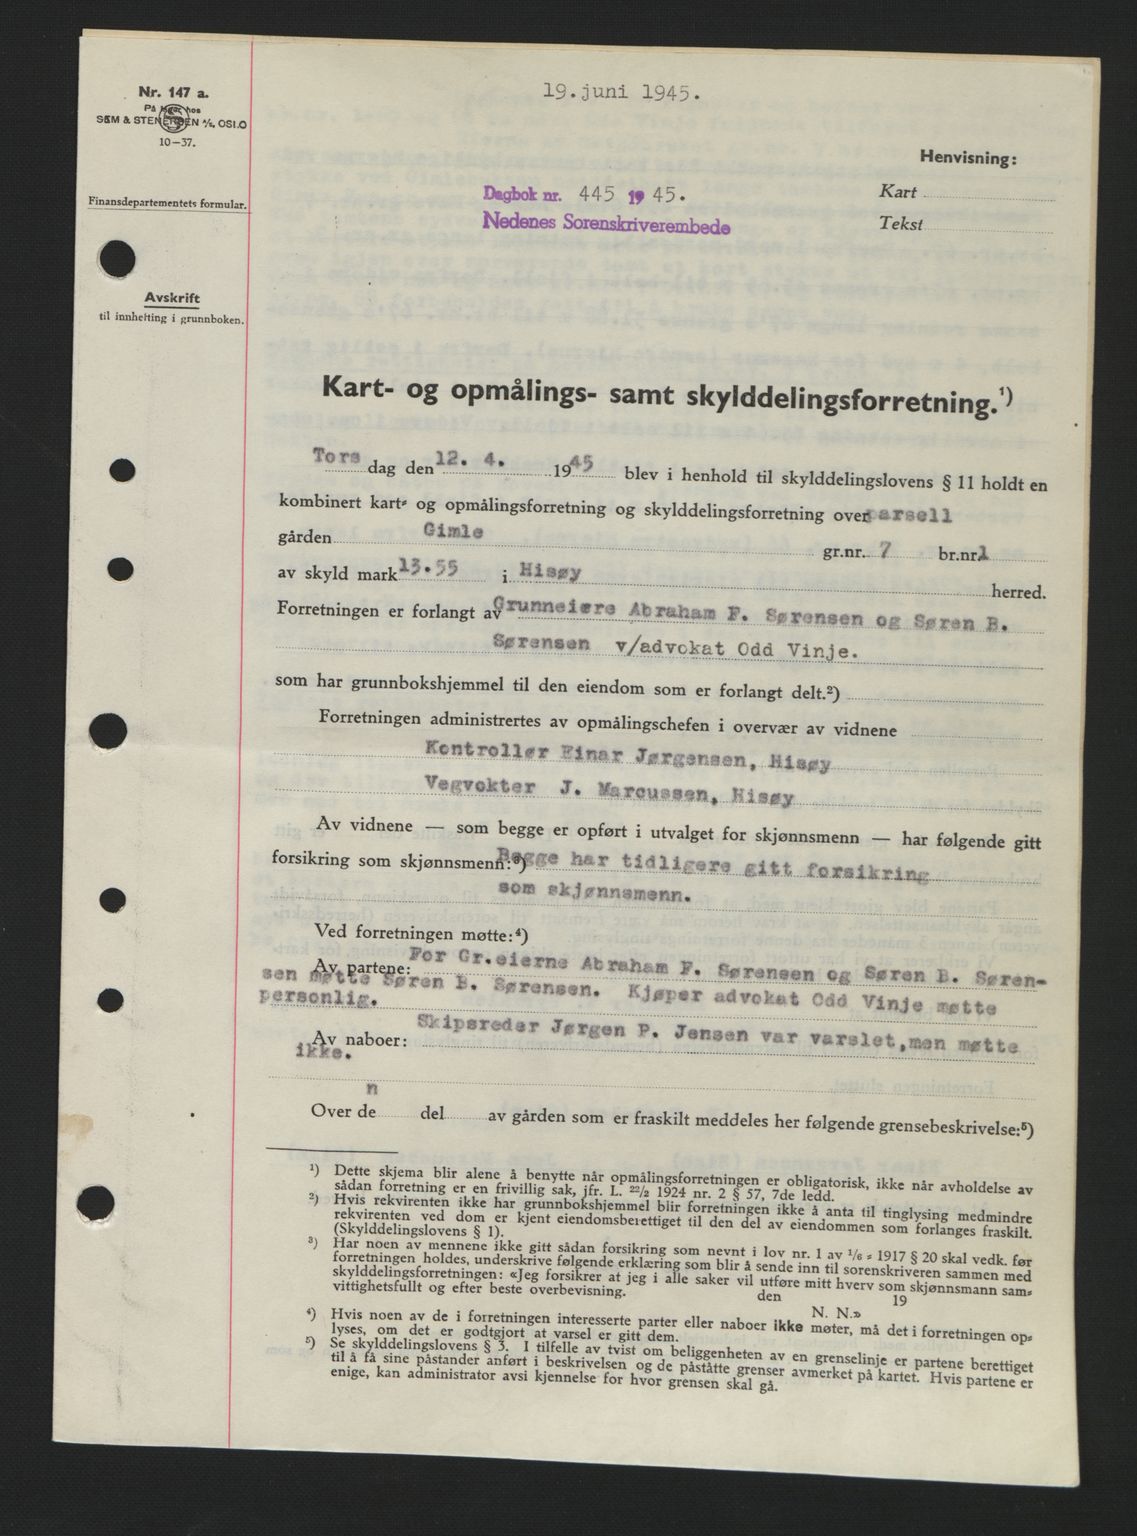 Nr. 147 a.
På lager hos
SEM & STENERSEN A/S, OSLO
10—37.
Finansdepartementets formular.
Avskrift
til innhefting i grunnboken.
19.juni 1945.
Henvisning:
Dagbok nr. 445 19 45.
Kart
Nedenes Sorenskriverembede
Tekst
Kart- og opmålings- samt skylddelingsforretning.¹)
Tors dag den 12. 4. 1945 blev i henhold til skylddelingslovens § 11 holdt en
kombinert kart- og opmålingsforretning og skylddelingsforretning over parsell
gården Gimle gr.nr. 7 br.nr. 1
av skyld mark 13.55 i Hisøy herred.
Forretningen er forlangt av Grunneiere Abraham F. Sørensen og Søren B.
Sørensen v/advokat Odd Vinje.
som har grunnbokshjemmel til den eiendom som er forlangt delt.²)
Forretningen administrertes av opmålingschefen i overvær av vidnene
Kontrollør Einar Jørgensen, Hisøy
Vegvokter J. Marcussen, Hisøy
Av vidnene — som begge er opført i utvalget for skjønnsmenn — har følgende gitt
forsikring som skjønnsmenn:³) Begge har tidligere gitt forsikring
som skjønnsmenn.
Ved forretningen møtte:⁴)
Av partene: For Gr.eierne Abraham F. Sørensen og Søren B. Søren-
sen møtte Søren B. Sørensen. Kjøper advokat Odd Vinje møtte
personlig.
Av naboer: Skipsreder Jørgen P. Jensen var varslet,men møtte
ikke.
Over de n del av gården som er fraskilt meddeles her følgende grensebeskrivelse:⁵)
¹) Dette skjema blir alene å benytte når opmålingsforretningen er obligatorisk, ikke når avholdelse av
sådan forretning er en frivillig sak, jfr. L. 22/2 1924 nr. 2 § 57, 7de ledd.
²) Hvis rekvirenten ikke har grunnbokshjemmel blir forretningen ikke å anta til tinglysing medmindre
rekvirenten ved dom er kjent eiendomsberettiget til den del av eiendommen som forlanges fraskilt.
(Skylddelingslovens § 1).
³) Har noen av mennene ikke gitt sådan forsikring som nevnt i lov nr. 1 av 1/6 - 1917 § 20 skal vedk. før
forretningen holdes, underskrive følgende erklæring som blir å sende inn til sorenskriveren sammen med
skylddelingsforretningen: «Jeg forsikrer at jeg i alle saker vil utføre mitt hverv som skjønnsmann sam-
vittighetsfullt og efter beste overbevisning. den 19
N. N.»
⁴) Hvis noen av de i forretningen interesserte parter eller naboer ikke møter, må det i forretningen op-
lyses, om det er godtgjort at varsel er gitt dem.
⁵) Se skylddelingslovens § 3. I tilfelle av tvist om beliggenheten av en grenselinje er partene berettiget
til å få sine påstander anført i beskrivelsen og de påståtte grenser avmerket på kartet. Hvis partene er
enige, kan administrator avsi kjennelse for hvor grensen skal gå.